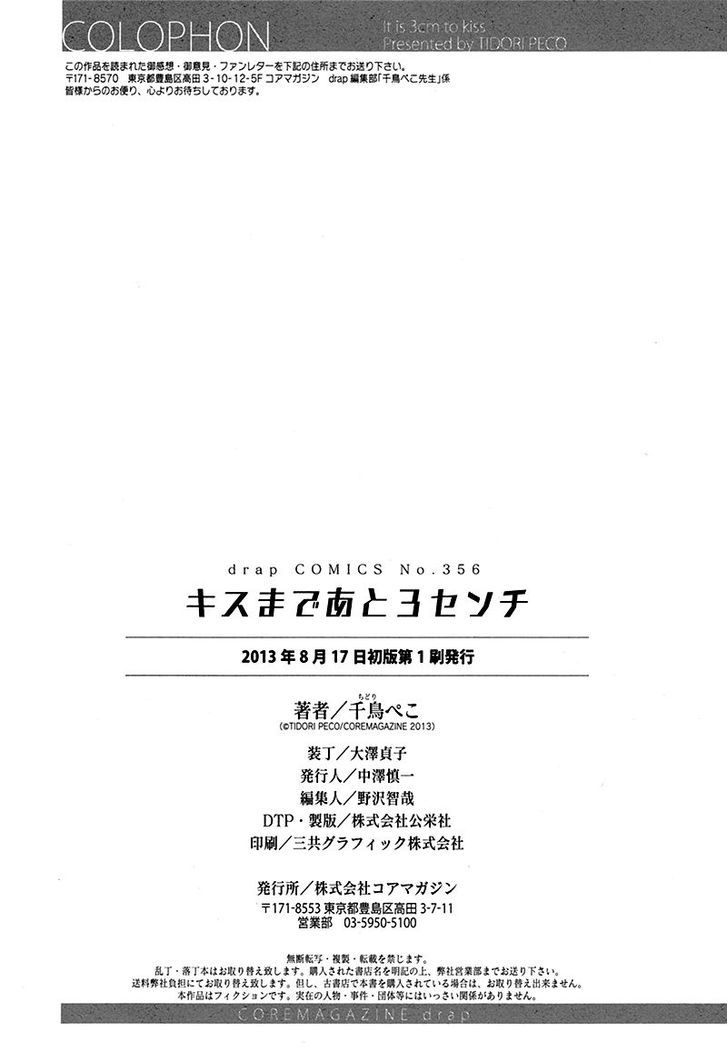 COLOPHON
It is 3cm to kiss
Presented by TIDORI PECO
この作品を読まれた御感想・御意見・ファンレターを下記の住所までお送り下さい。
〒171-8570　東京都豊島区高田３-10-12-5F コアマガジン　drap 編集部「千鳥ぺこ先生」係
皆様からのお便り、心よりお待ちしております。
drap COMICS No.356
キスまであと３センチ
2013 年 8 月 17 日初版第 1 刷発行
ちどり
著者／千鳥ぺこ
(©TIDORI PECO/COREMAGAZINE 2013)
装丁／大澤貞子
発行人／中澤慎一
編集人／野沢智哉
DTP・製版／株式会社公栄社
印刷／三共グラフィック株式会社
発行所／株式会社コアマガジン
〒171-8553 東京都豊島区高田 3-7-11
営業部　03-5950-5100
無断転写・複製・転載を禁じます。
乱丁・落丁本はお取り替え致します。購入された書店名を明記の上、弊社営業部までお送り下さい。
送料弊社負担にてお取り替え致します。但し、古書店で本書を購入されている場合は、お取り替え出来ません。
本作品はフィクションです。実在の人物・事件・団体等にはいっさい関係がありません。
COREMAGAZINE drap